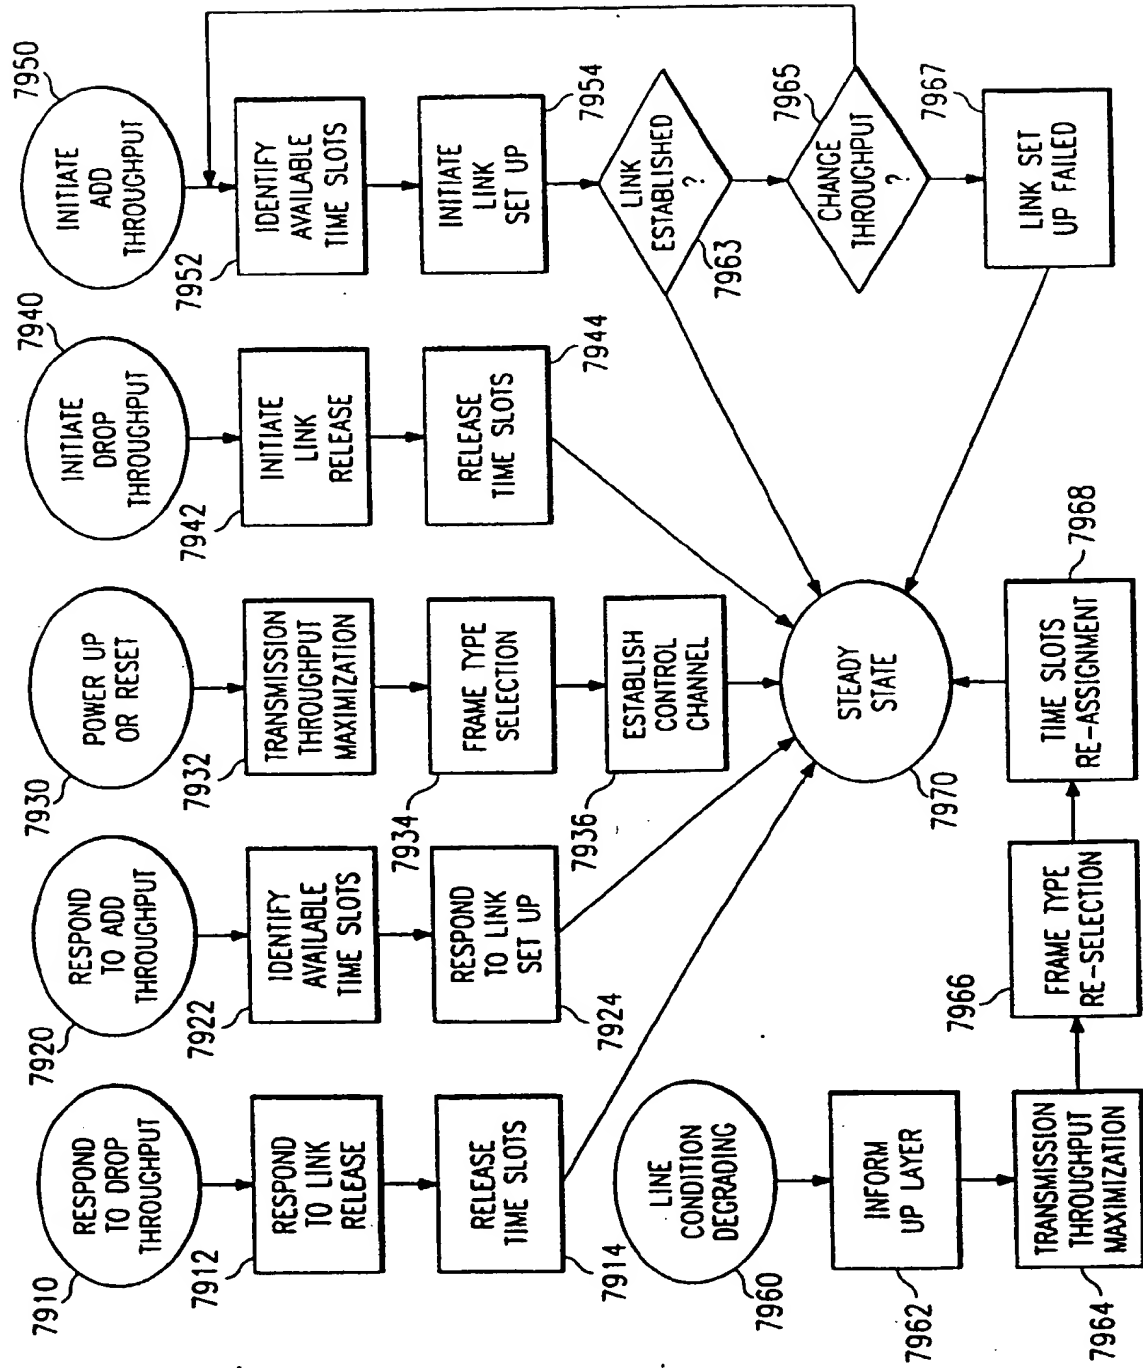 7910
RESPOND
TO DROP
THROUGHPUT
7912
RESPOND
TO LINK
RELEASE
RELEASE
TIME SLOTS
7914
7920
RESPOND
TO ADD
THROUGHPUT
7922
IDENTIFY
AVAILABLE
TIME SLOTS
RESPOND
TO LINK
SET UP
7924
7930
POWER UP
OR RESET
7932
TRANSMISSION
THROUGHPUT
MAXIMIZATION
7934
FRAME TYPE
SELECTION
7936
ESTABLISH
CONTROL
CHANNEL
7940
INITIATE
DROP
THROUGHPUT
7942
INITIATE
LINK
RELEASE
RELEASE
TIME SLOTS
7944
7950
INITIATE
ADD
THROUGHPUT
7952
IDENTIFY
AVAILABLE
TIME SLOTS
INITIATE
LINK
SET UP
7954
LINK
ESTABLISHED
?
7963
7965
CHANGE
THROUGHPUT
?
7967
LINK SET
UP FAILED
LINE
CONDITION
DEGRADING
7960
INFORM
UP LAYER
7962
TRANSMISSION
THROUGHPUT
MAXIMIZATION
7964
7966
FRAME TYPE
RE-SELECTION
TIME SLOTS
RE-ASSIGNMENT
7968
STEADY
STATE
7970